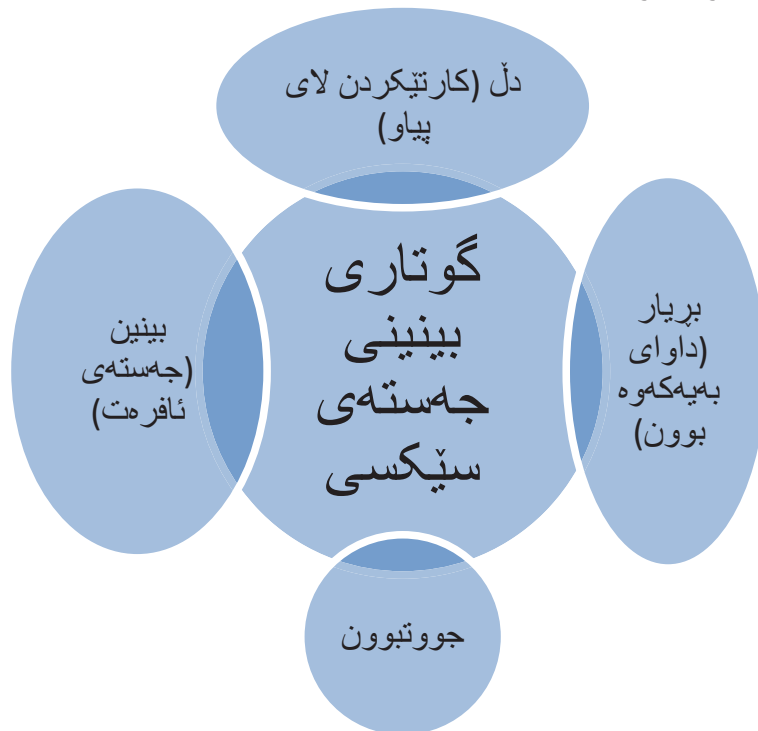 دڵ (کارتێکردن لای
پیاو)
گوتاری
بینینی
جەستەی
سێکسی
بڕیار
(داوای
بەیەکەوە
بوون)
بینین
(جەستەی
ئافرەت)
جووتبوون